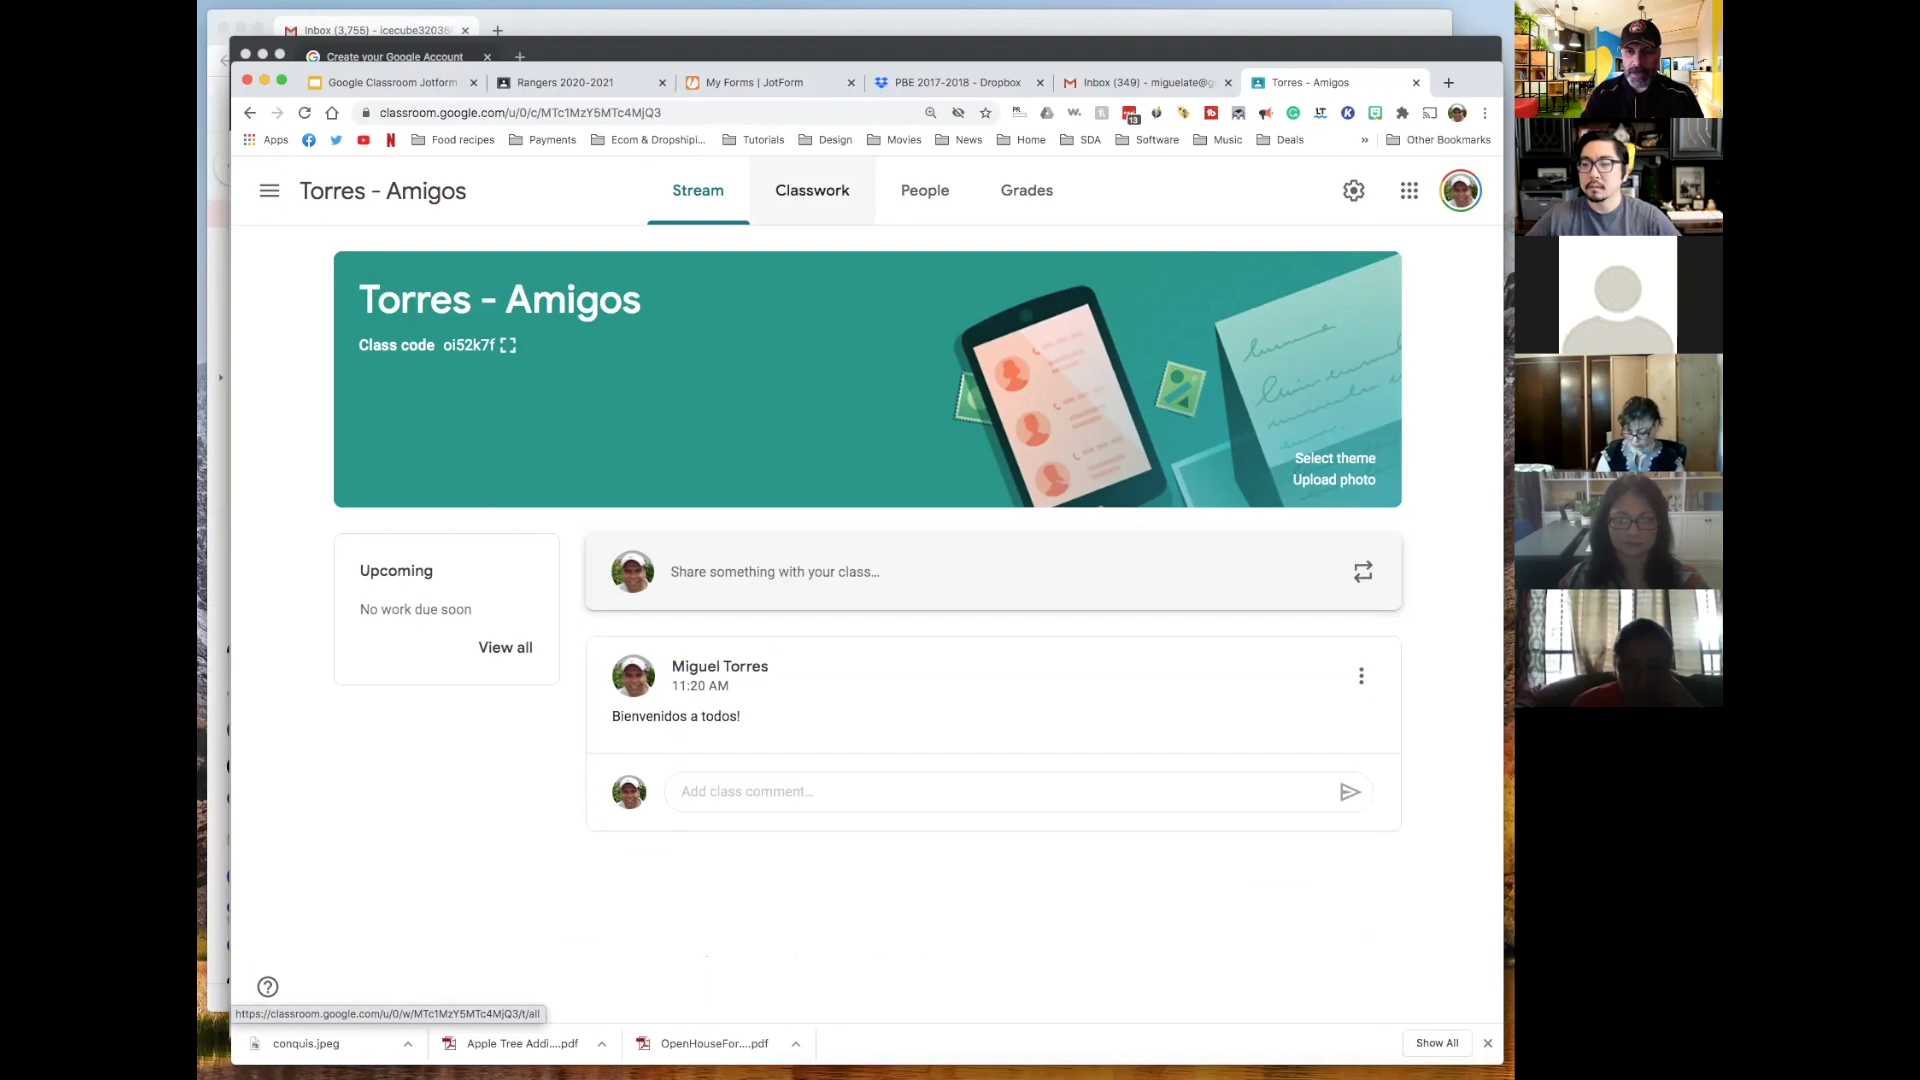 Inbox (3,755) - icecube32036
Create your Google Account
Google Classroom Jotform
Rangers 2020-2021
My Forms | JotForm
PBE 2017-2018 - Dropbox
Inbox (349) - miguelate@g
Torres - Amigos
classroom.google.com/u/0/c/MTc1MzY5MTc4MjQ3
13
Apps
Food recipes
Payments
Ecom & Dropshipi...
Tutorials
Design
Movies
News
Home
SDA
Software
Music
Deals
»
Other Bookmarks
Torres - Amigos
Stream
Classwork
People
Grades
Torres - Amigos
Class code oi52k7f
Select theme
Upload photo
Upcoming
No work due soon
View all
Share something with your class...
Miguel Torres
11:20 AM
Bienvenidos a todos!
Add class comment...
https://classroom.google.com/u/0/w/MTc1MzY5MTc4MjQ3/t/all
conquis.jpeg
Apple Tree Addi....pdf
OpenHouseFor....pdf
Show All